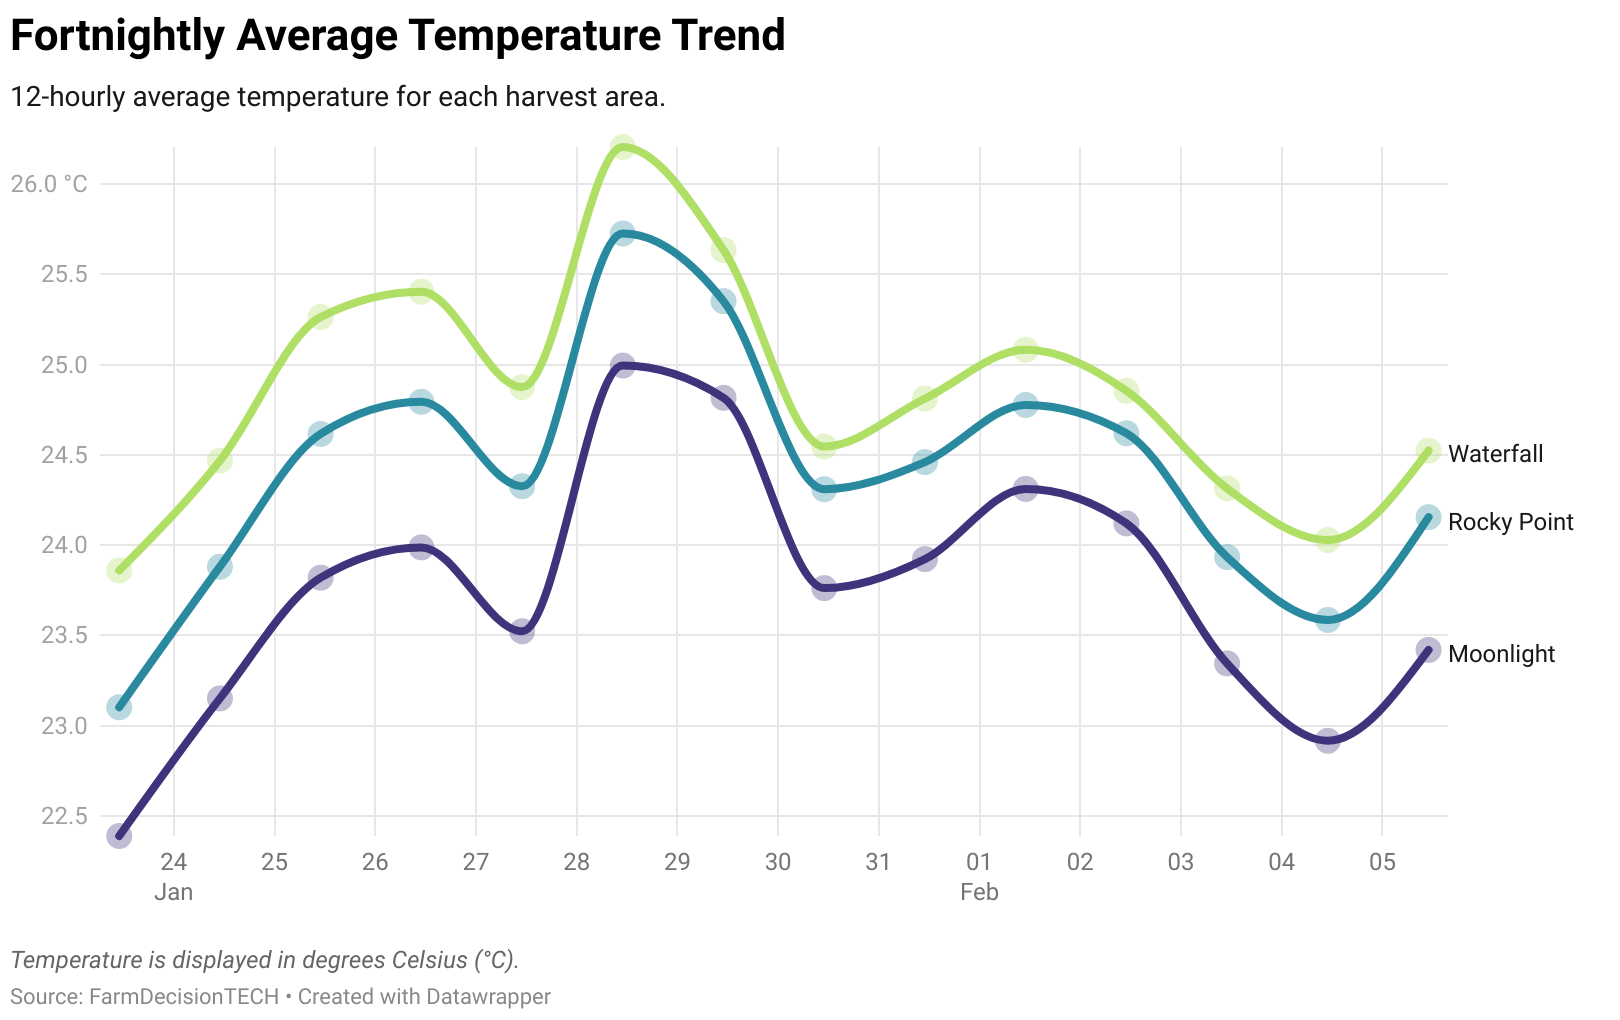 Fortnightly Average Temperature Trend
12-hourly average temperature for each harvest area.
26.0 °C
25.5
25.0
24.5
24.0
23.5
23.0
22.5
Waterfall
Rocky Point
Moonlight
24 25 26 27 28 29 30 31 01 02 03 04 05
Jan Feb
Temperature is displayed in degrees Celsius (°C).
Source: FarmDecisionTECH • Created with Datawrapper